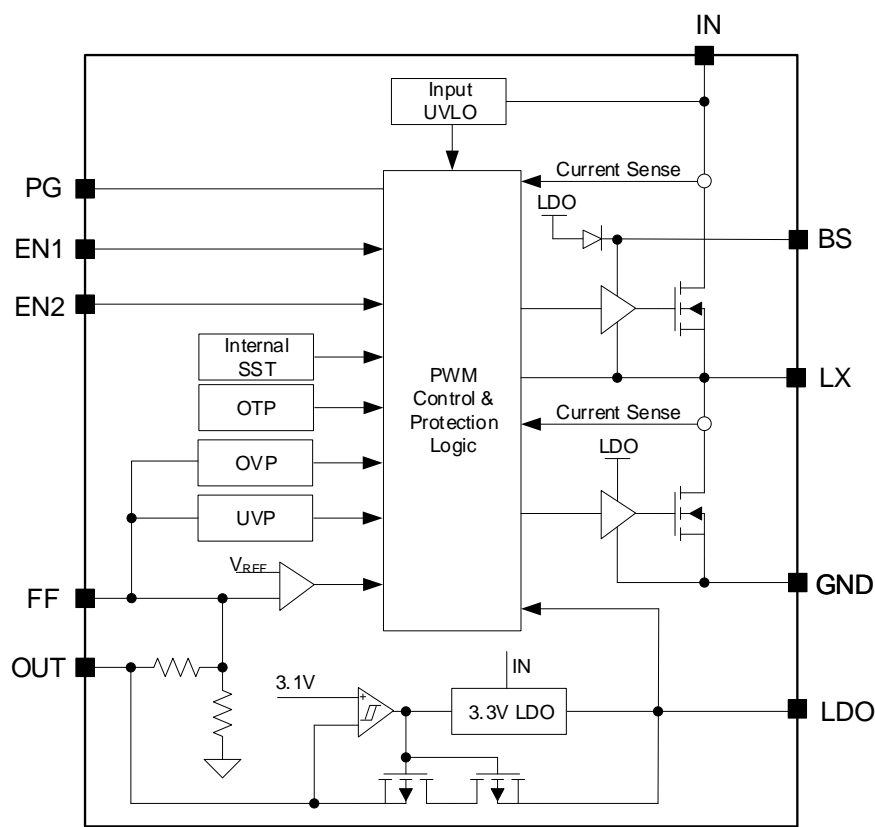 IN
Input
UVLO
Current Sense
PG
LDO
BS
EN1
EN2
Internal
SST
PWM
Control &
Protection
Logic
LX
OTP
Current Sense
OVP
LDO
UVP
VREF
FF
GND
OUT
IN
3.1V
+
3.3V LDO
LDO